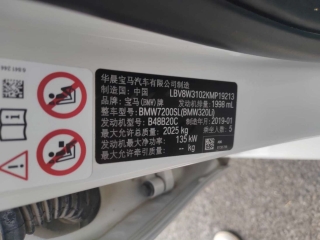 华晨宝马汽车有限公司制造
制造国: 中国 LBV8W3102KMP19213
品牌: 宝马(BMW)牌 发动机排量: 1998 mL
整车型号: BMW7200SL(BMW320Li)
发动机型号: B48B20C 制造年月: 2019-01
最大允许总质量: 2025 kg 乘坐人数: 5
发动机最大净功率: 135 kW
最大允许牵引质量: -- kg